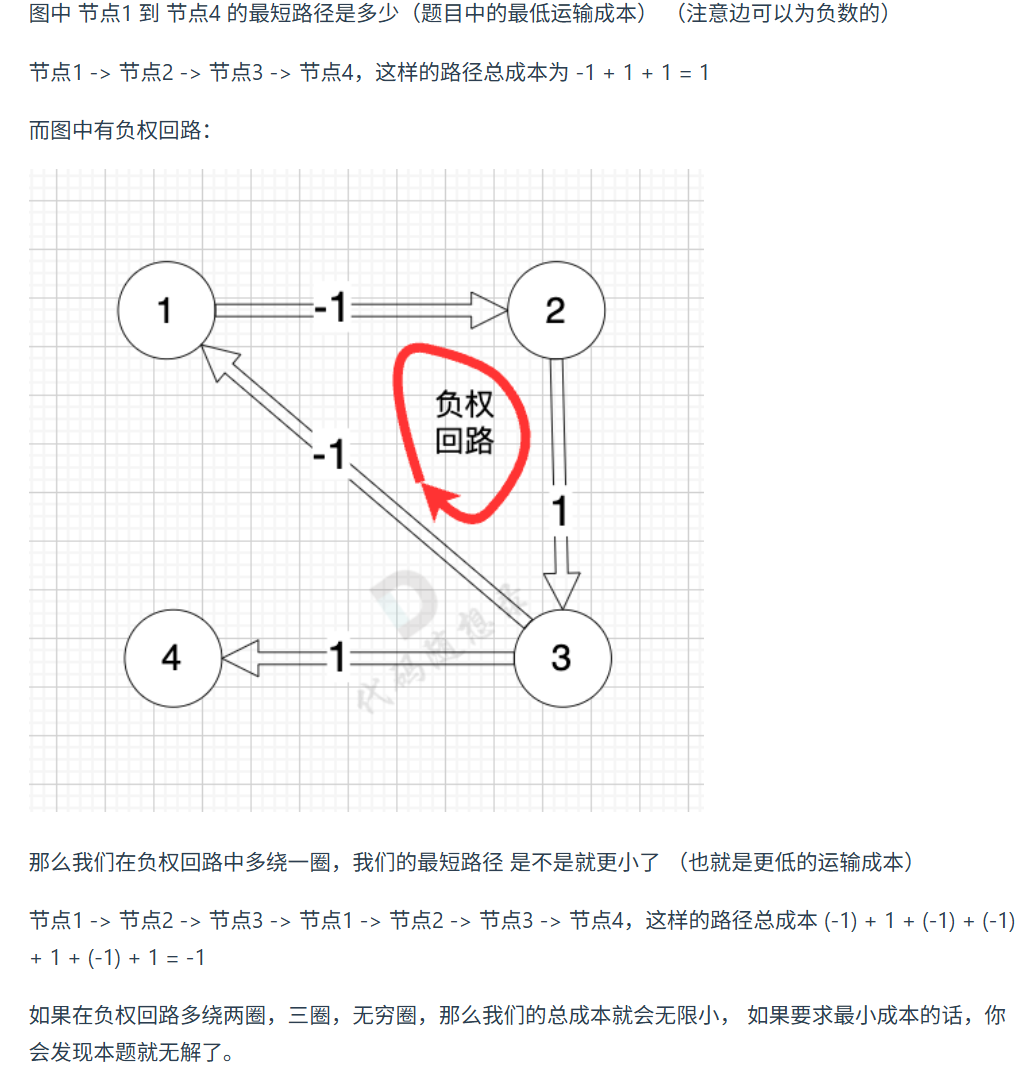 图中 节点1 到 节点4 的最短路径是多少（题目中的最低运输成本） （注意边可以为负数的）
节点1 -> 节点2 -> 节点3 -> 节点4，这样的路径总成本为 -1 + 1 + 1 = 1
而图中有负权回路：
1
-1
2
负权
回路
-1
1
4
1
3
代码随想录
那么我们在负权回路中多绕一圈，我们的最短路径 是不是就更小了 （也就是更低的运输成本）
节点1 -> 节点2 -> 节点3 -> 节点1 -> 节点2 -> 节点3 -> 节点4，这样的路径总成本 (-1) + 1 + (-1) + (-1)
+ 1 + (-1) + 1 = -1
如果在负权回路多绕两圈，三圈，无穷圈，那么我们的总成本就会无限小， 如果要求最小成本的话，你
会发现本题就无解了。